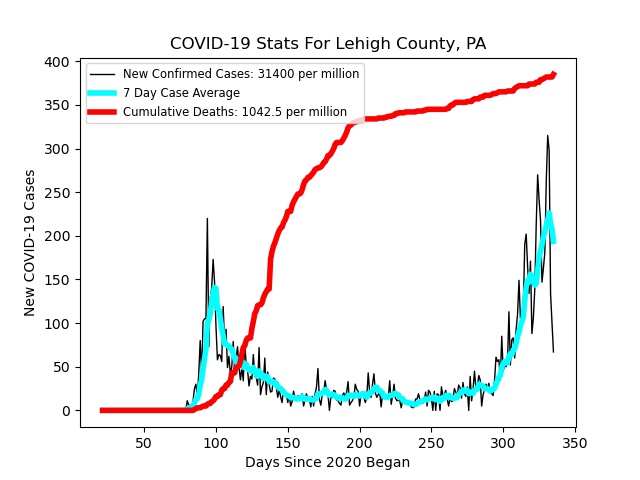 COVID-19 Stats For Lehigh County, PA
New Confirmed Cases: 31400 per million
7 Day Case Average
Cumulative Deaths: 1042.5 per million
New COVID-19 Cases
400
350
300
250
200
150
100
50
0
50
100
150
200
250
300
350
Days Since 2020 Began